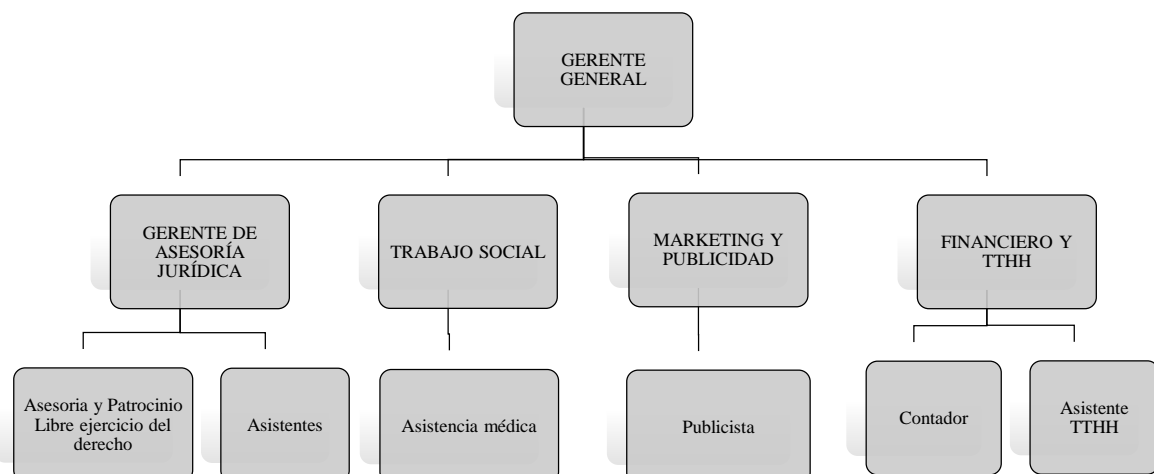 GERENTE
GENERAL
GERENTE DE
ASESORÍA
JURÍDICA
TRABAJO SOCIAL
MARKETING Y
PUBLICIDAD
FINANCIERO Y
TTHH
Asesoria y Patrocinio
Libre ejercicio del
derecho
Asistentes
Asistencia médica
Publicista
Contador
Asistente
TTHH